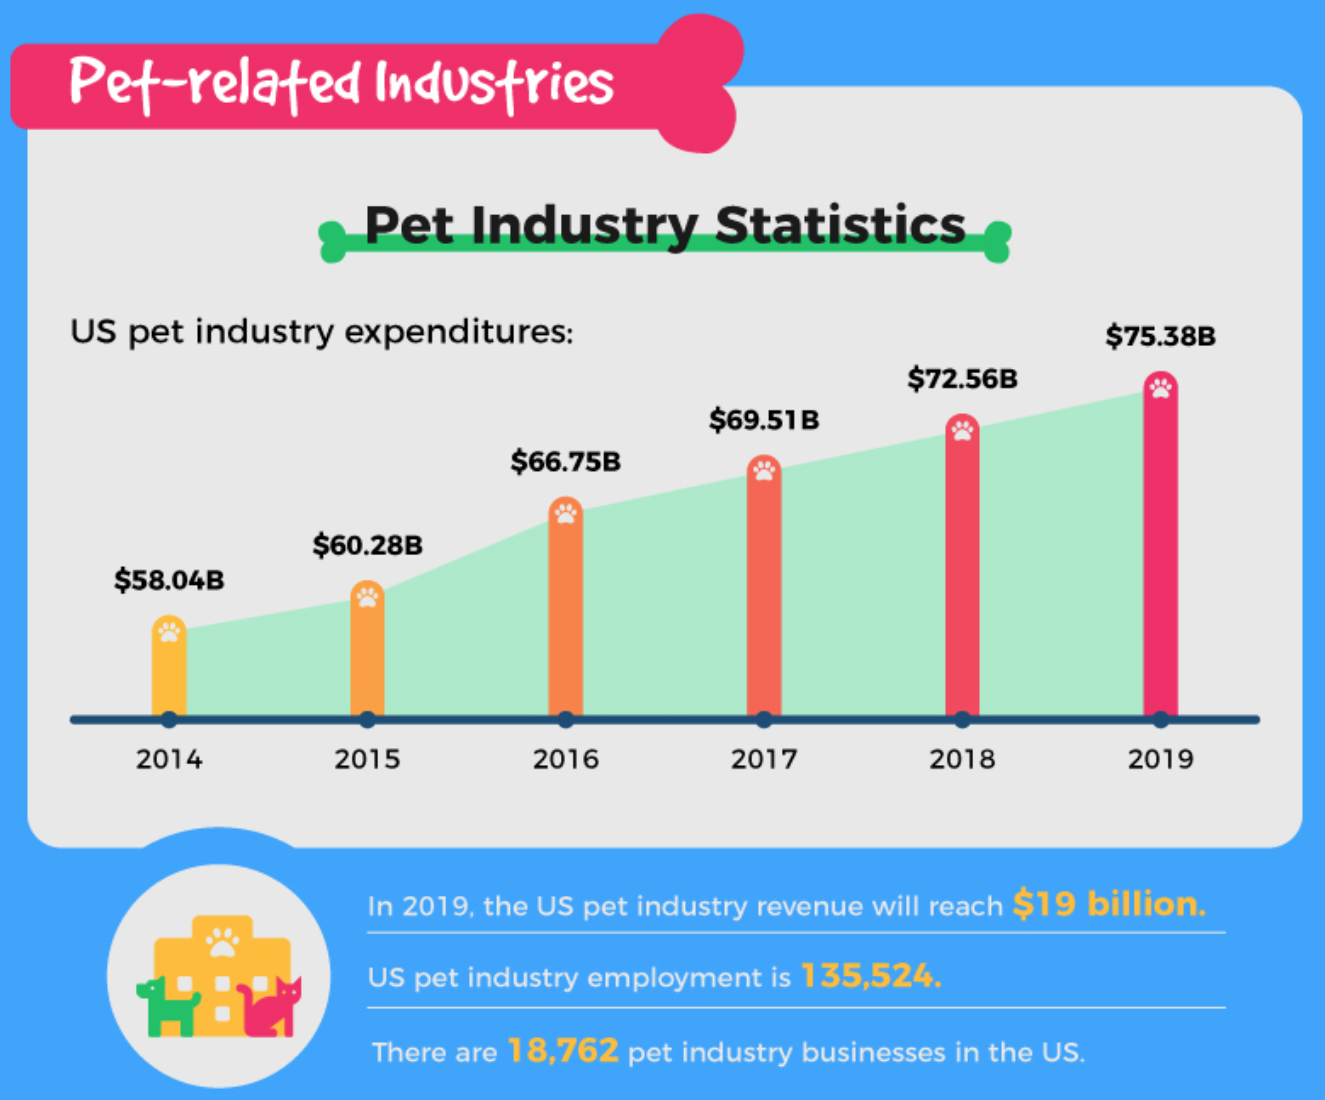 Pet-related Industries
Pet Industry Statistics
US pet industry expenditures:
$58.04B
$60.28B
$66.75B
$69.51B
$72.56B
$75.38B
2014 2015 2016 2017 2018 2019
In 2019, the US pet industry revenue will reach $19 billion.
US pet industry employment is 135,524.
There are 18,762 pet industry businesses in the US.